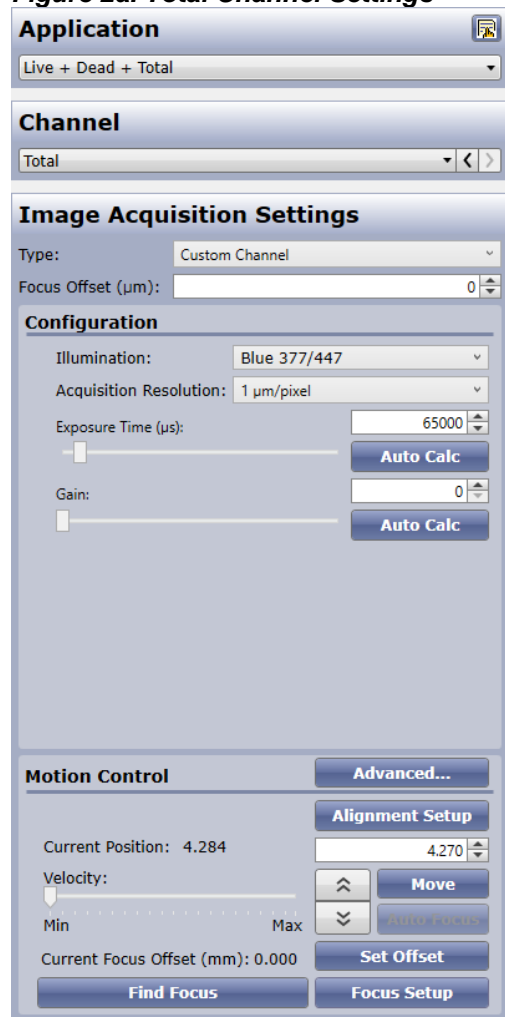 Figure 2a. Total Channel Settings
Application
Live + Dead + Total
Channel
Total
Image Acquisition Settings
Type: Custom Channel
Focus Offset (µm): 0
Configuration
Illumination: Blue 377/447
Acquisition Resolution: 1 µm/pixel
Exposure Time (µs): 65000
Auto Calc
Gain: 0
Auto Calc
Motion Control Advanced...
Alignment Setup
Current Position: 4.284 4.270
Velocity: Move
Min Max Auto Focus
Current Focus Offset (mm): 0.000 Set Offset
Find Focus Focus Setup